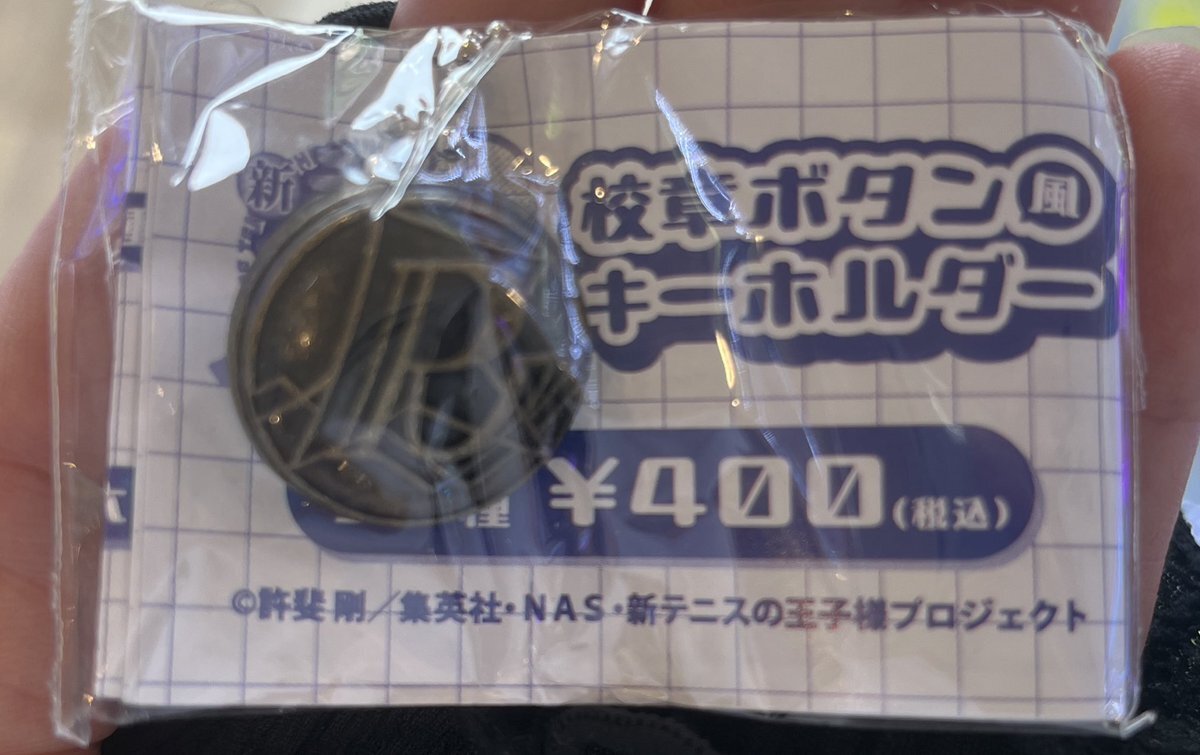 新
校章ボタン風
キーホルダー
¥400(税込)
©許斐 剛／集英社・NAS・新テニスの王子様プロジェクト